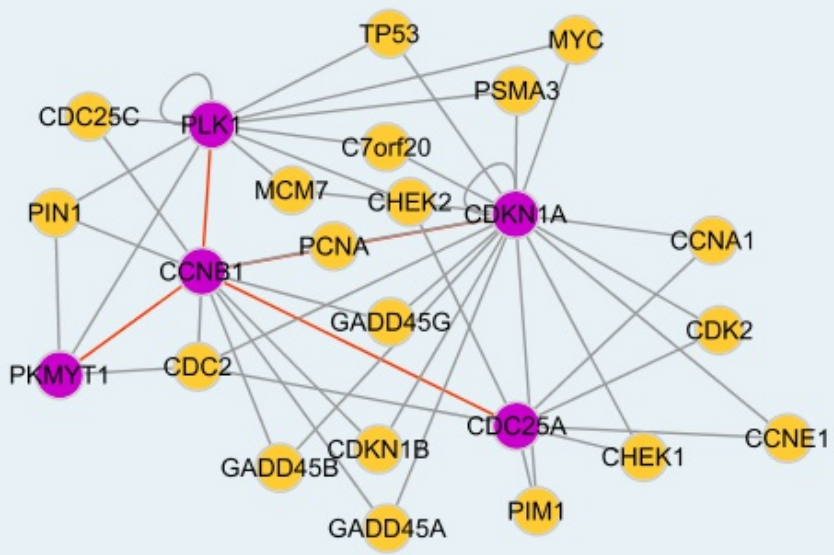 TP53
MYC
PSMA3
CDC25C
PLK1
C7orf20
MCM7
CHEK2
PIN1
CDKN1A
PCNA
CCNA1
CCNB1
GADD45G
CDK2
PKMYT1
CDC2
CDC25A
CDKN1B
CCNE1
GADD45B
CHEK1
PIM1
GADD45A